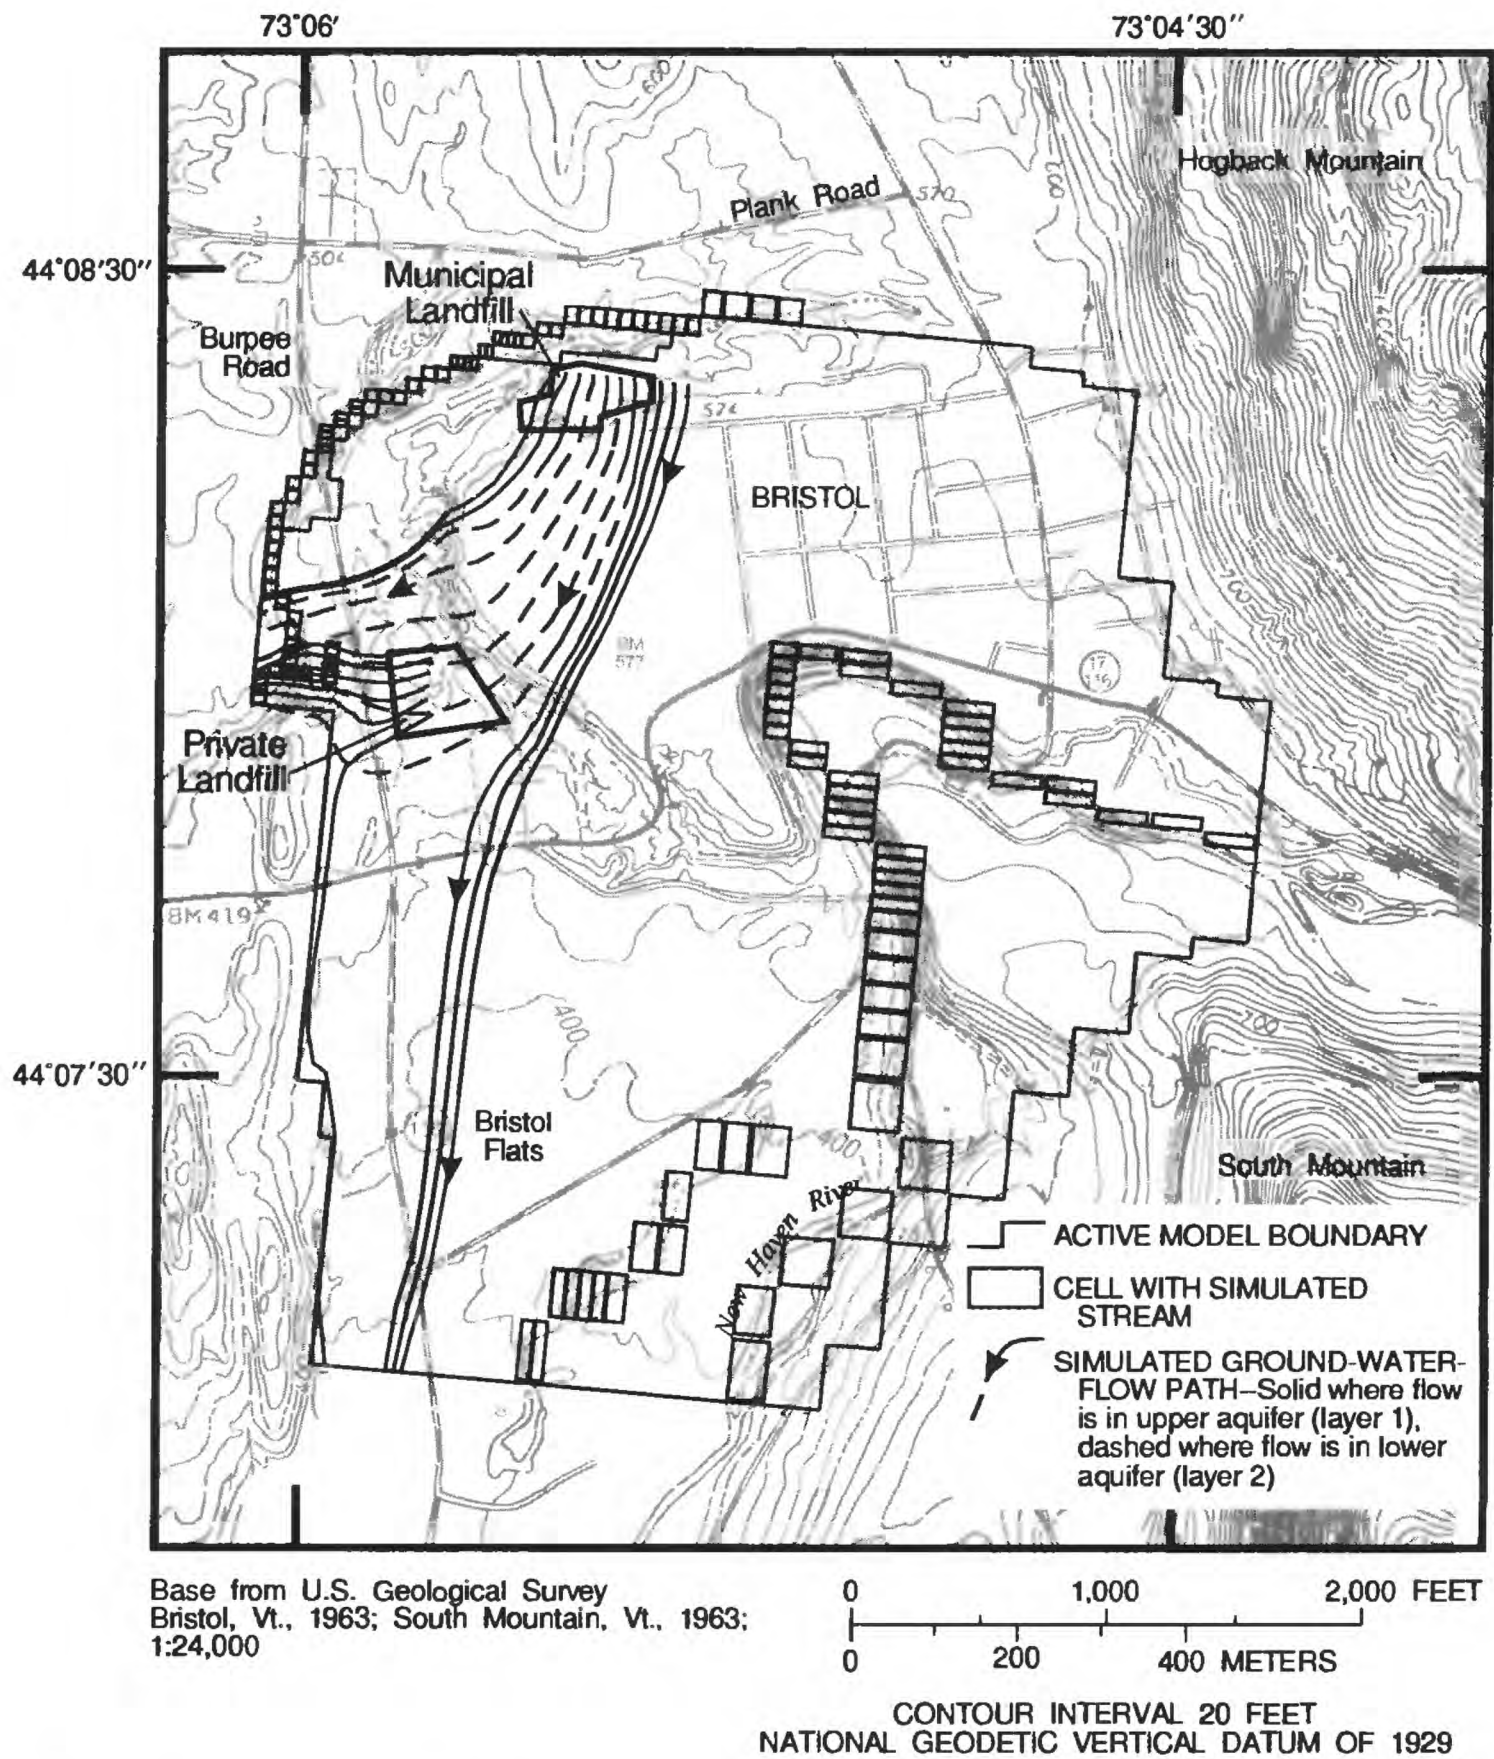 73°06′
73°04′30″
600
Hogback Mountain
700
Plank Road
570
44°08′30″
504
Municipal
Landfill
Burpee
Road
574
BRISTOL
700
BM
577
17
116
Private
Landfill
BM 419
400
700
44°07′30″
Bristol
Flats
400
South Mountain
New Haven River
ACTIVE MODEL BOUNDARY
CELL WITH SIMULATED
STREAM
SIMULATED GROUND-WATER-
FLOW PATH—Solid where flow
is in upper aquifer (layer 1),
dashed where flow is in lower
aquifer (layer 2)
Base from U.S. Geological Survey
Bristol, Vt., 1963; South Mountain, Vt., 1963;
1:24,000
0 1,000 2,000 FEET
0 200 400 METERS
CONTOUR INTERVAL 20 FEET
NATIONAL GEODETIC VERTICAL DATUM OF 1929